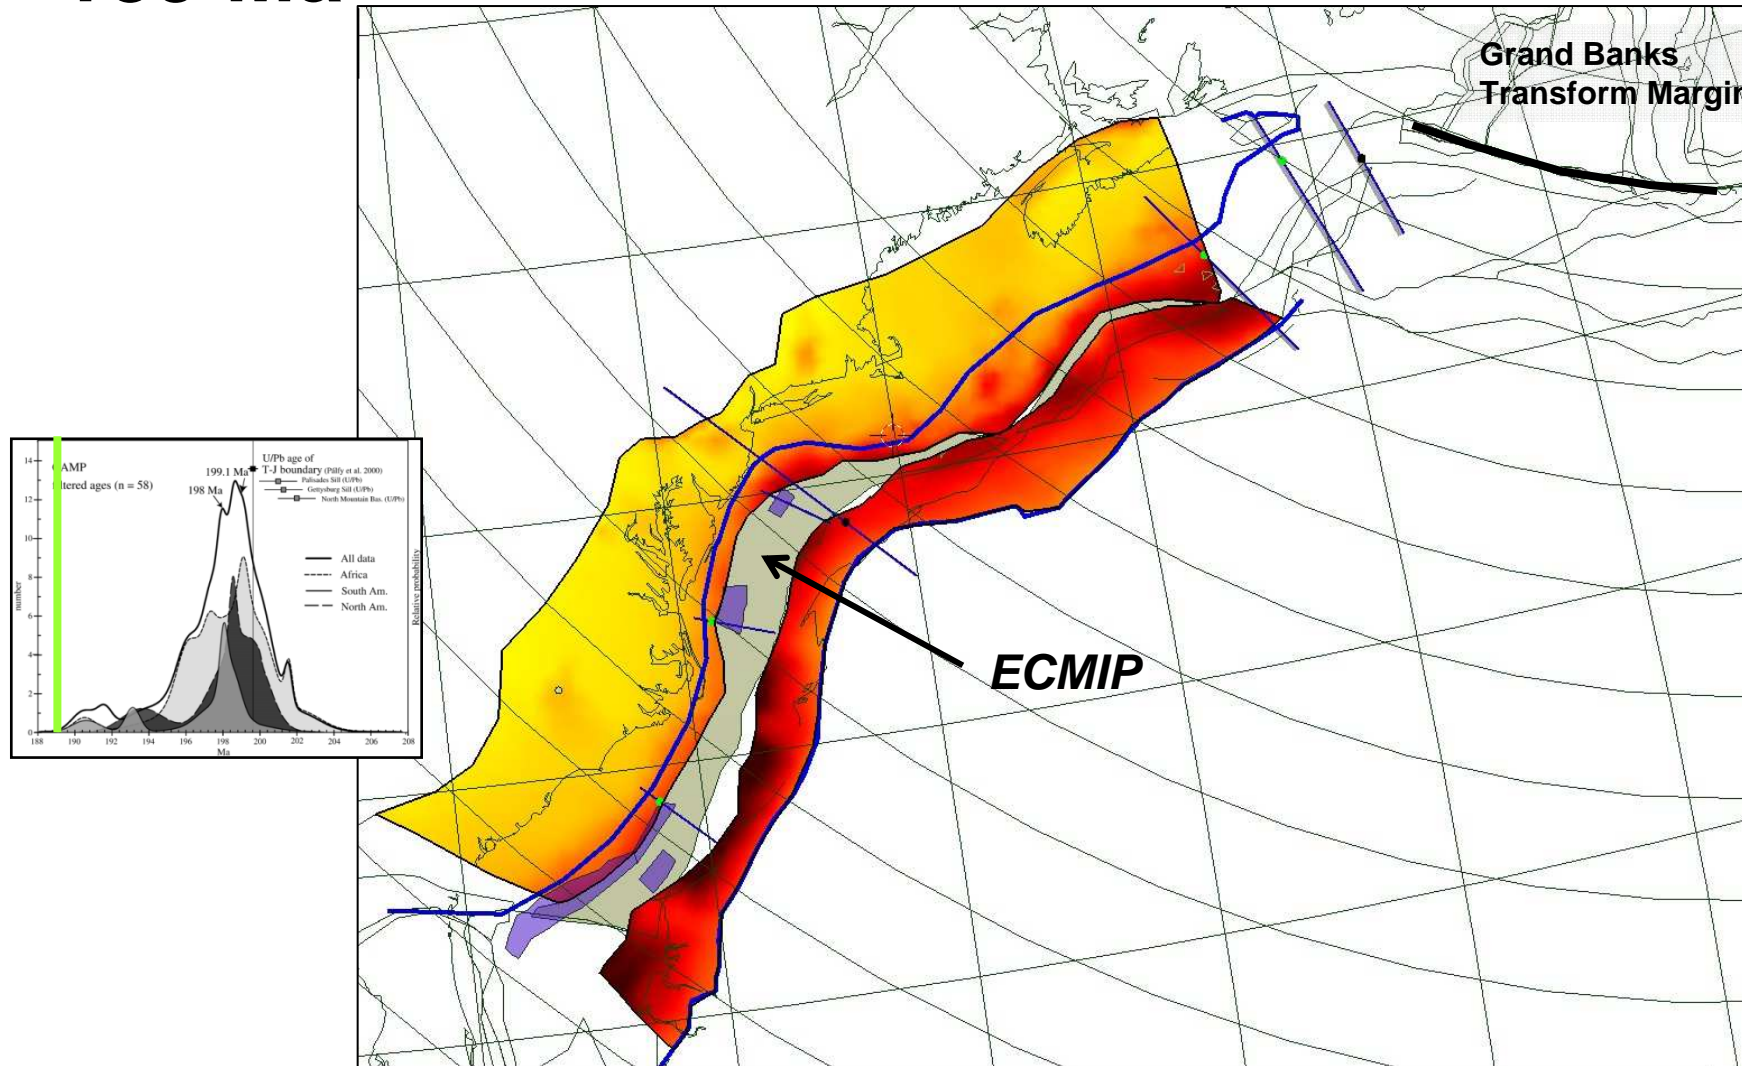 Grand Banks
Transform Margin
ECMIP
filtered ages (n = 58)
198 Ma
199.1 Ma
U/Pb age of
T-J boundary (Pálfy et al. 2000)
Palisades Sill (U/Pb)
Gettysburg Sill (U/Pb)
North Mountain Bas. (U/Pb)
All data
Africa
South Am.
North Am.
number
Relative probability
14
12
10
8
6
4
2
0
188 190 192 194 196 198 200 202 204 206 208
Ma